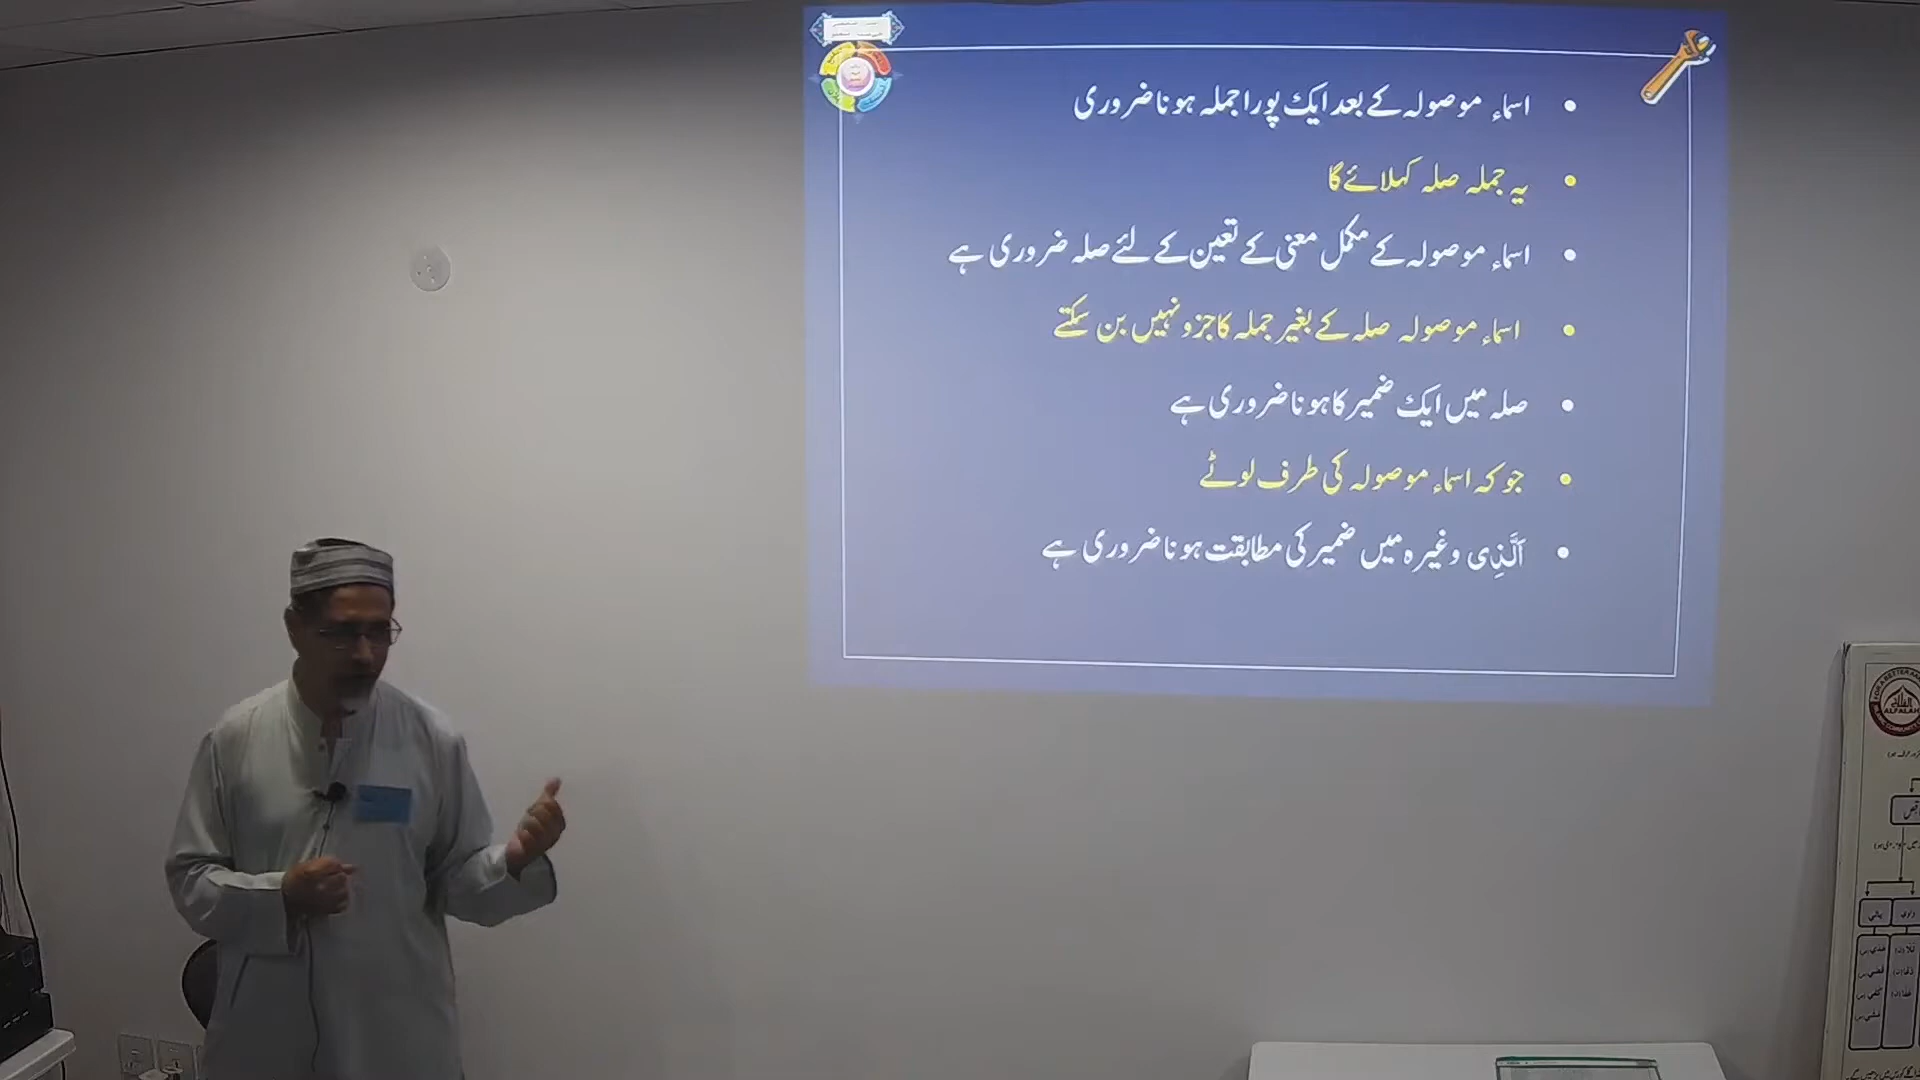 اسماء موصولہ کے بعد ایک پورا جملہ ہونا ضروری
یہ جملہ صلہ کہلائے گا
اسماء موصولہ کے مکمل معنی کے تعین کے لئے صلہ ضروری ہے
اسماء موصولہ صلہ کے بغیر جملہ کا جزو نہیں بن سکتے
صلہ میں ایک ضمیر کا ہونا ضروری ہے
جو کہ اسماء موصولہ کی طرف لوٹے
اَلَّذِی وغیرہ میں ضمیر کی مطابقت ہونا ضروری ہے
ALFALAH